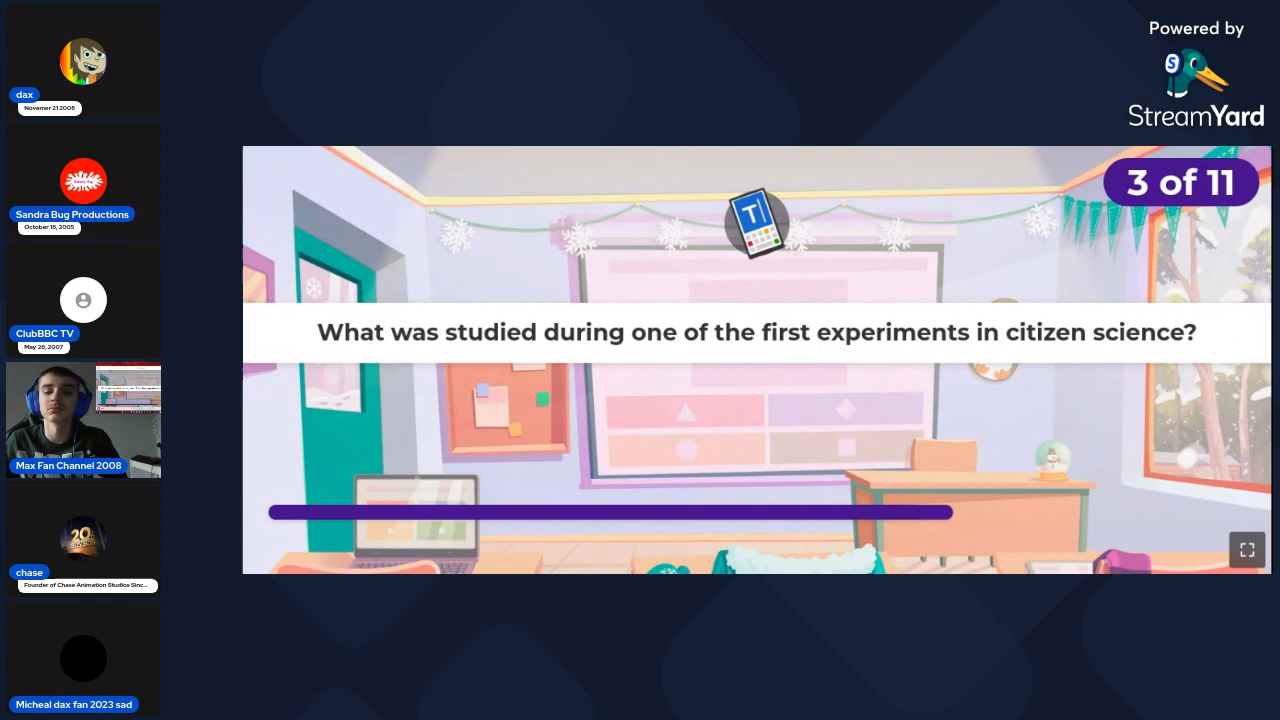 dax
Novemer 21 2008
Sandra Bug Productions
October 16, 2005
ClubBBC TV
May 26, 2007
Max Fan Channel 2008
20
chase
Founder of Chase Animation Studios Sinc...
Micheal dax fan 2023 sad
Powered by
S
StreamYard
3 of 11
T
What was studied during one of the first experiments in citizen science?